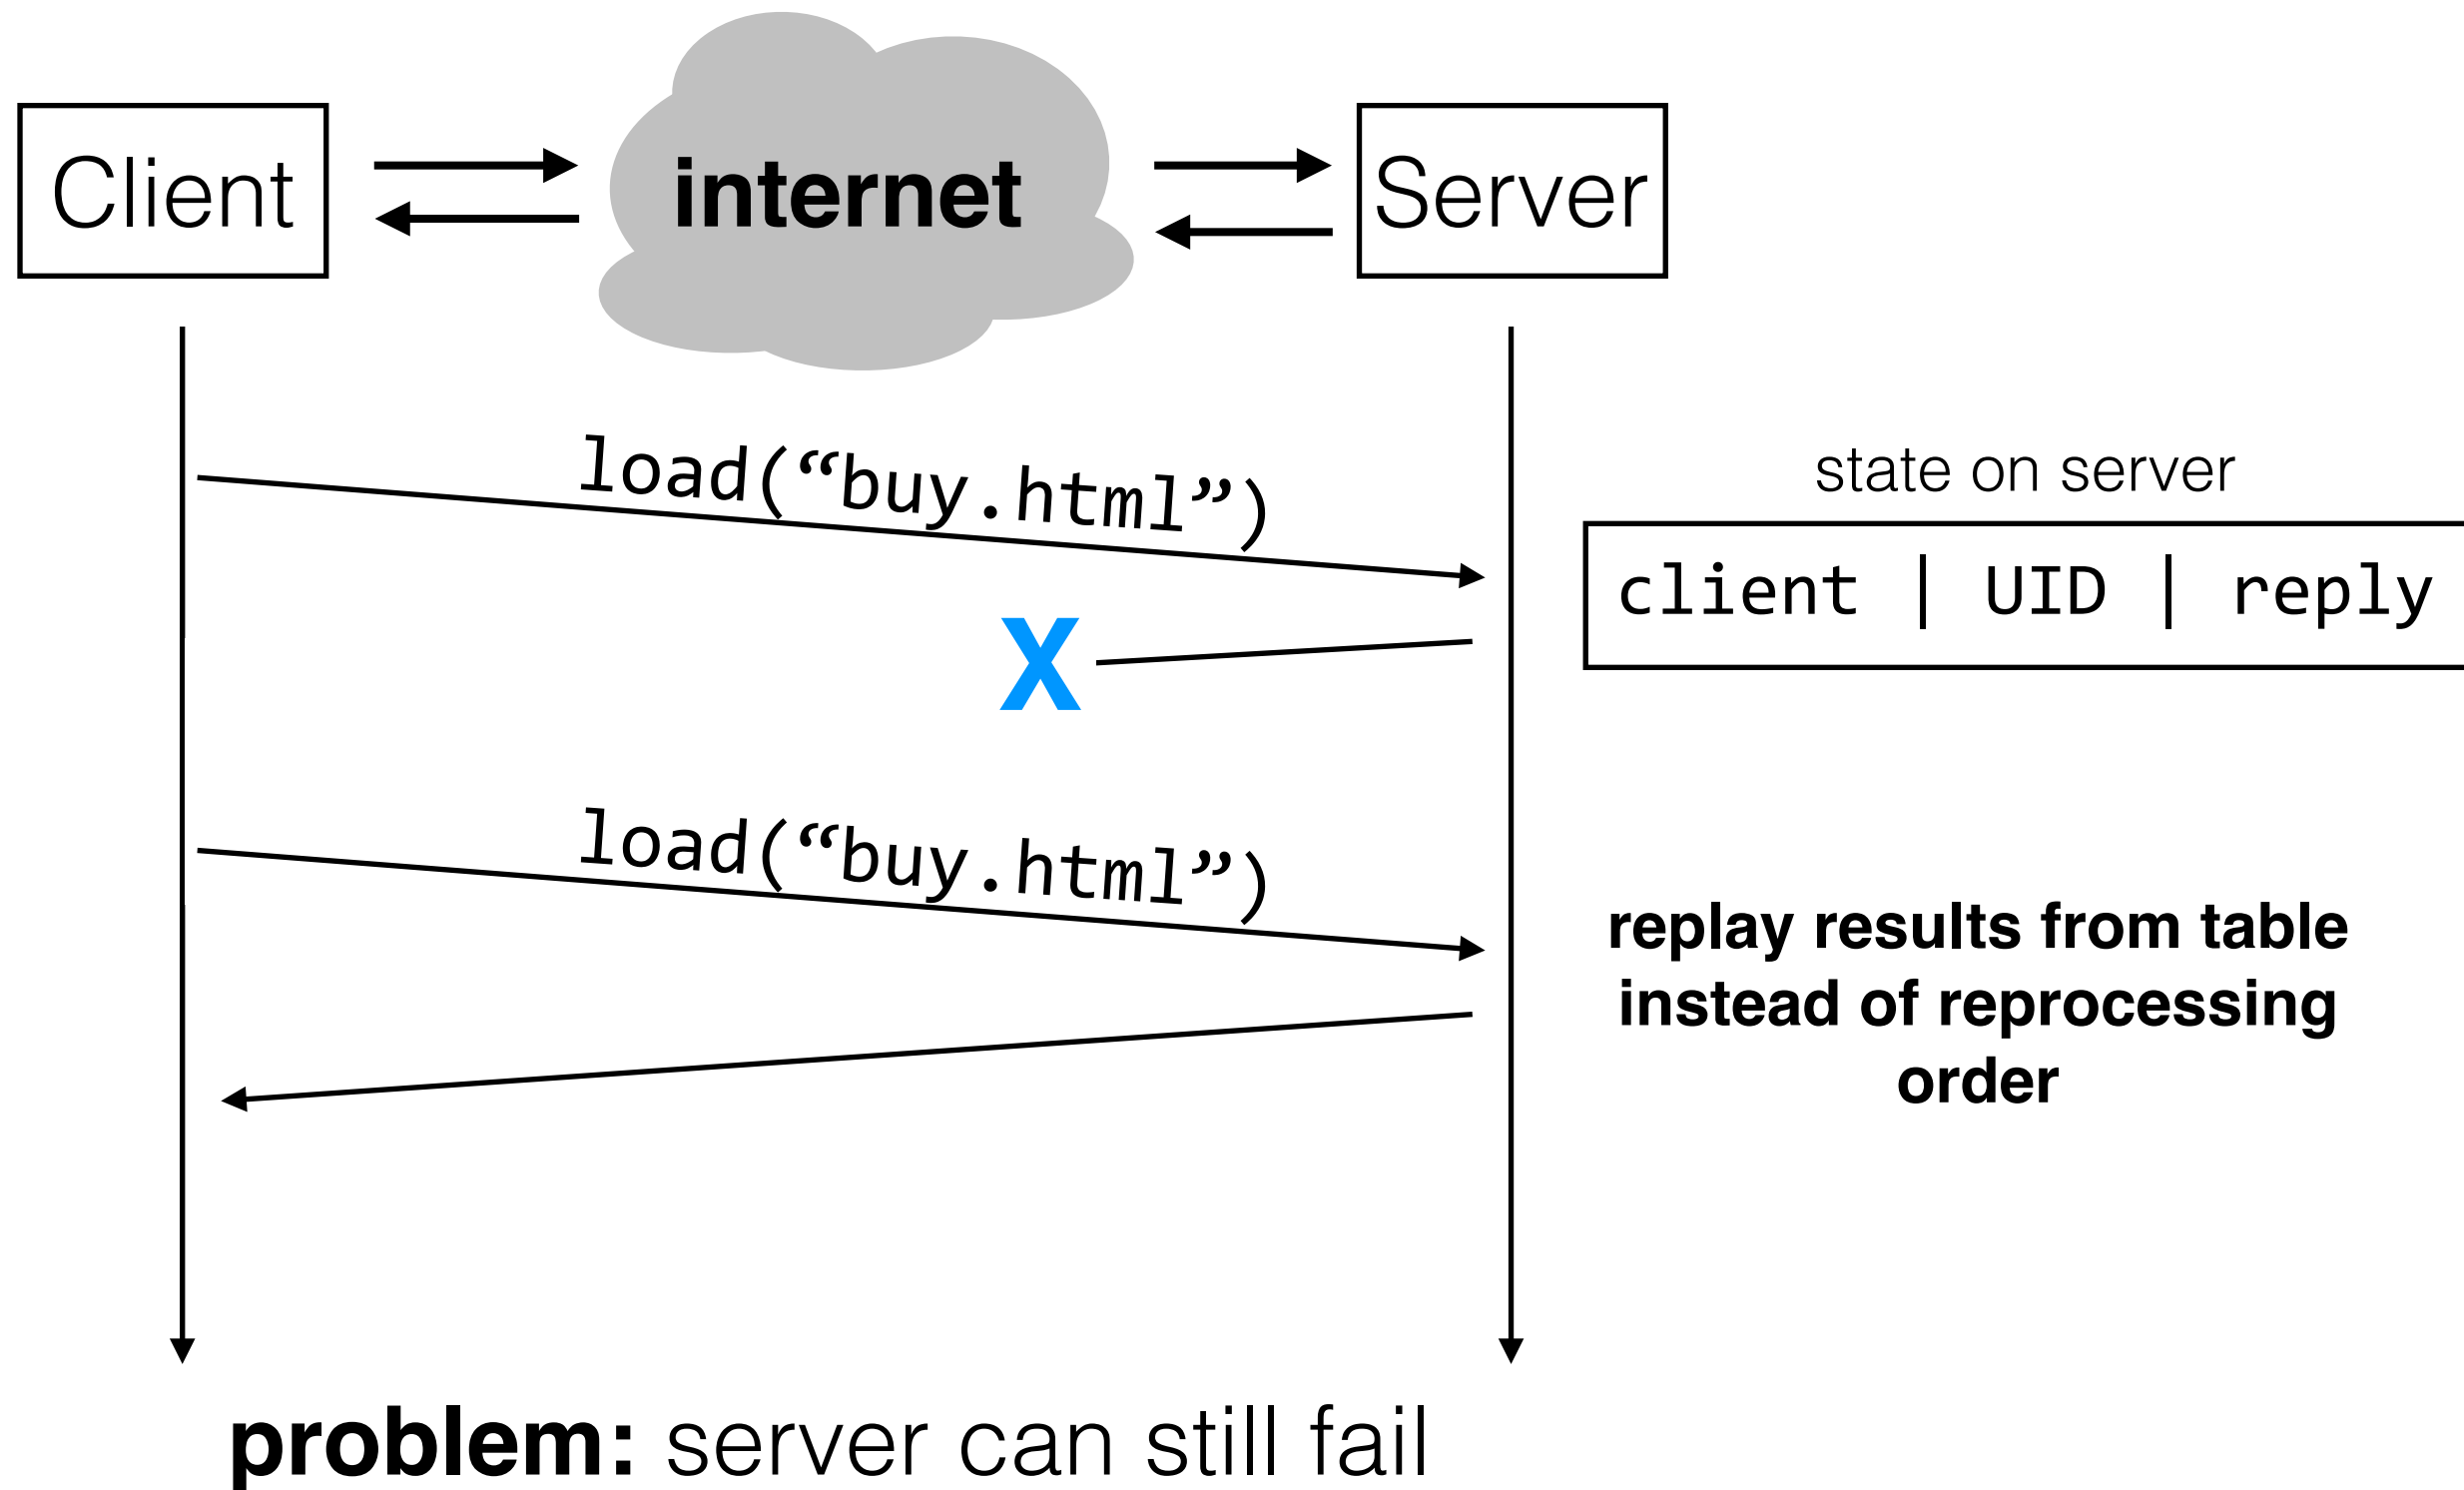 Client
internet
Server
load(“buy.html”)
state on server
client | UID | reply
X
load(“buy.html”)
replay results from table
instead of reprocessing
order
problem: server can still fail